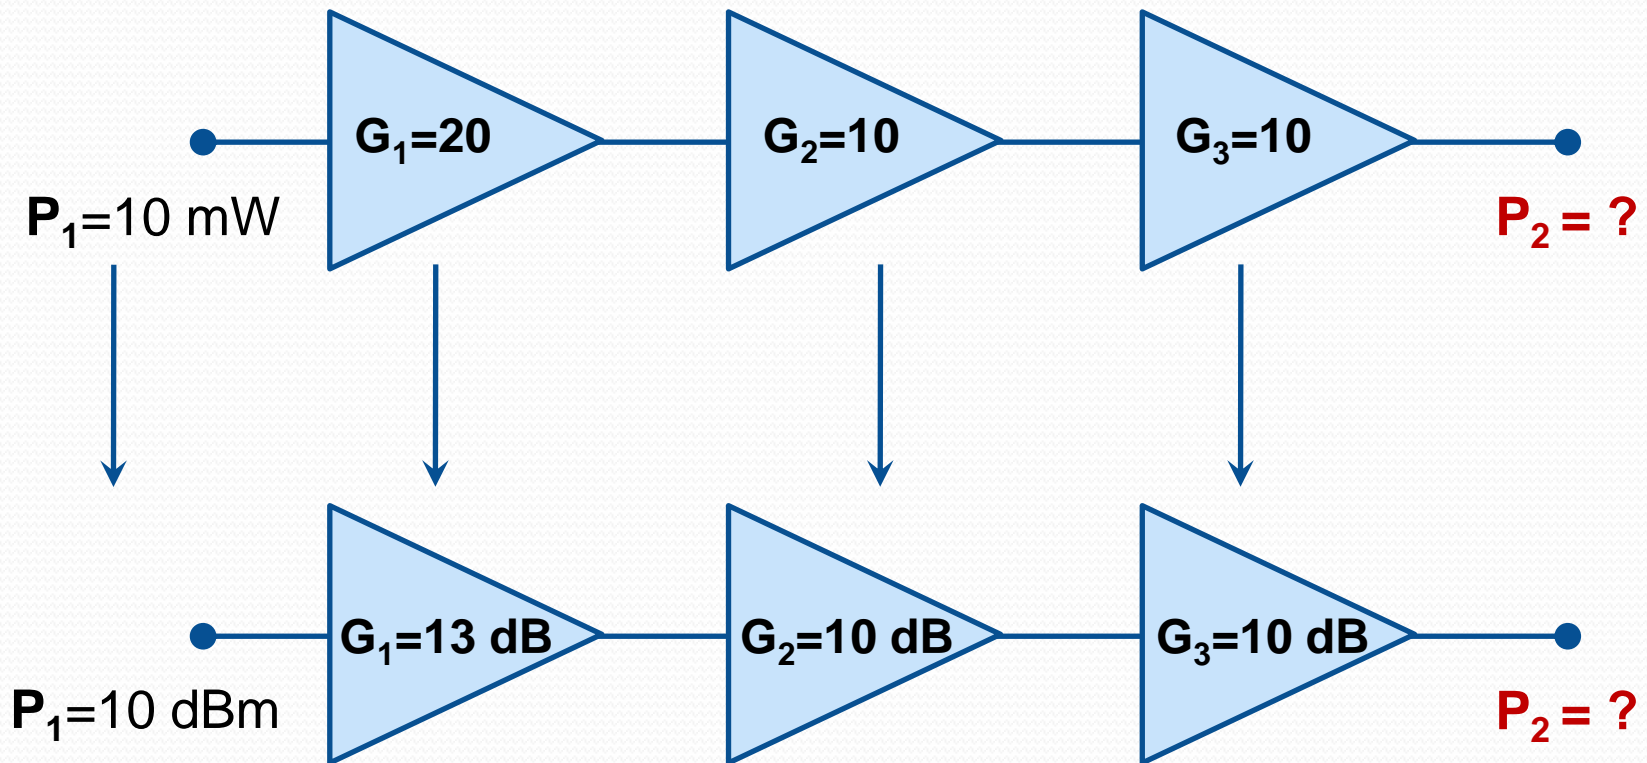 G₁=20
G₂=10
G₃=10
P₁=10 mW
P₂ = ?
G₁=13 dB
G₂=10 dB
G₃=10 dB
P₁=10 dBm
P₂ = ?